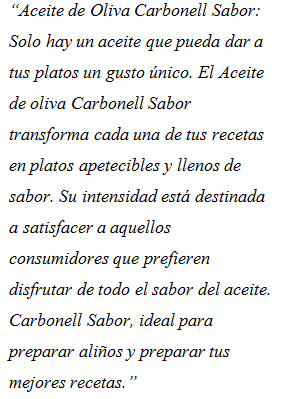 “Aceite de Oliva Carbonell Sabor:
Solo hay un aceite que pueda dar a
tus platos un gusto único. El Aceite
de oliva Carbonell Sabor
transforma cada una de tus recetas
en platos apetecibles y llenos de
sabor. Su intensidad está destinada
a satisfacer a aquellos
consumidores que prefieren
disfrutar de todo el sabor del aceite.
Carbonell Sabor, ideal para
preparar aliños y preparar tus
mejores recetas.”